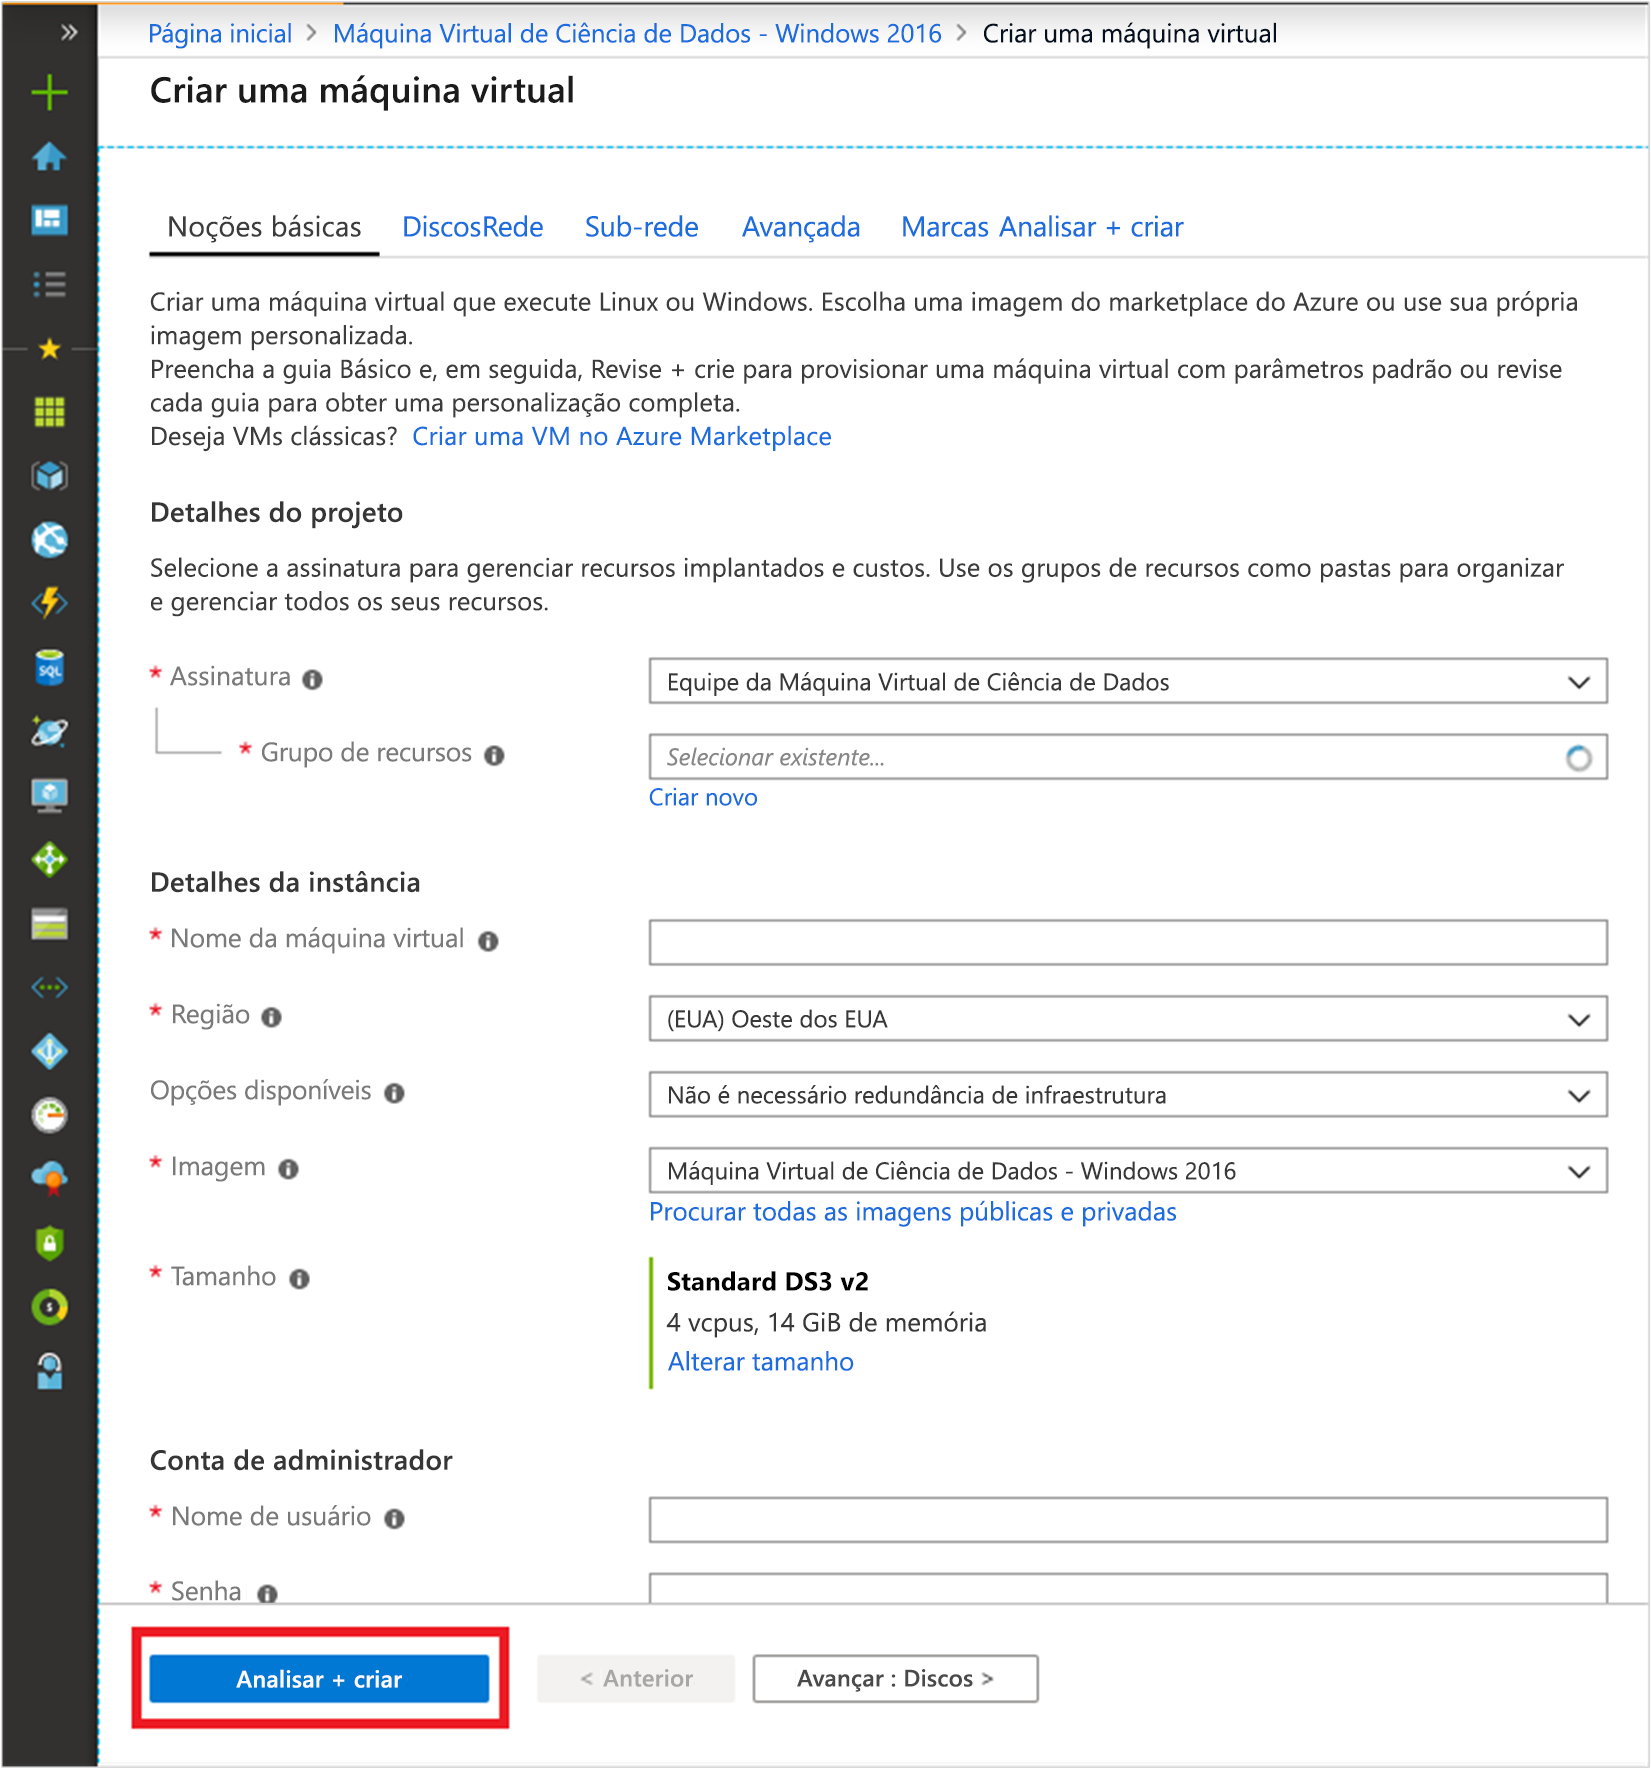 Página inicial > Máquina Virtual de Ciência de Dados - Windows 2016 > Criar uma máquina virtual
Criar uma máquina virtual
Noções básicas DiscosRede Sub-rede Avançada Marcas Analisar + criar
Criar uma máquina virtual que execute Linux ou Windows. Escolha uma imagem do marketplace do Azure ou use sua própria
imagem personalizada.
Preencha a guia Básico e, em seguida, Revise + crie para provisionar uma máquina virtual com parâmetros padrão ou revise
cada guia para obter uma personalização completa.
Deseja VMs clássicas? Criar uma VM no Azure Marketplace
Detalhes do projeto
Selecione a assinatura para gerenciar recursos implantados e custos. Use os grupos de recursos como pastas para organizar
e gerenciar todos os seus recursos.
* Assinatura Equipe da Máquina Virtual de Ciência de Dados
* Grupo de recursos Selecionar existente...
Criar novo
Detalhes da instância
* Nome da máquina virtual
* Região (EUA) Oeste dos EUA
Opções disponíveis Não é necessário redundância de infraestrutura
* Imagem Máquina Virtual de Ciência de Dados - Windows 2016
Procurar todas as imagens públicas e privadas
* Tamanho Standard DS3 v2
4 vcpus, 14 GiB de memória
Alterar tamanho
Conta de administrador
* Nome de usuário
* Senha
Analisar + criar < Anterior Avançar : Discos >
SQL